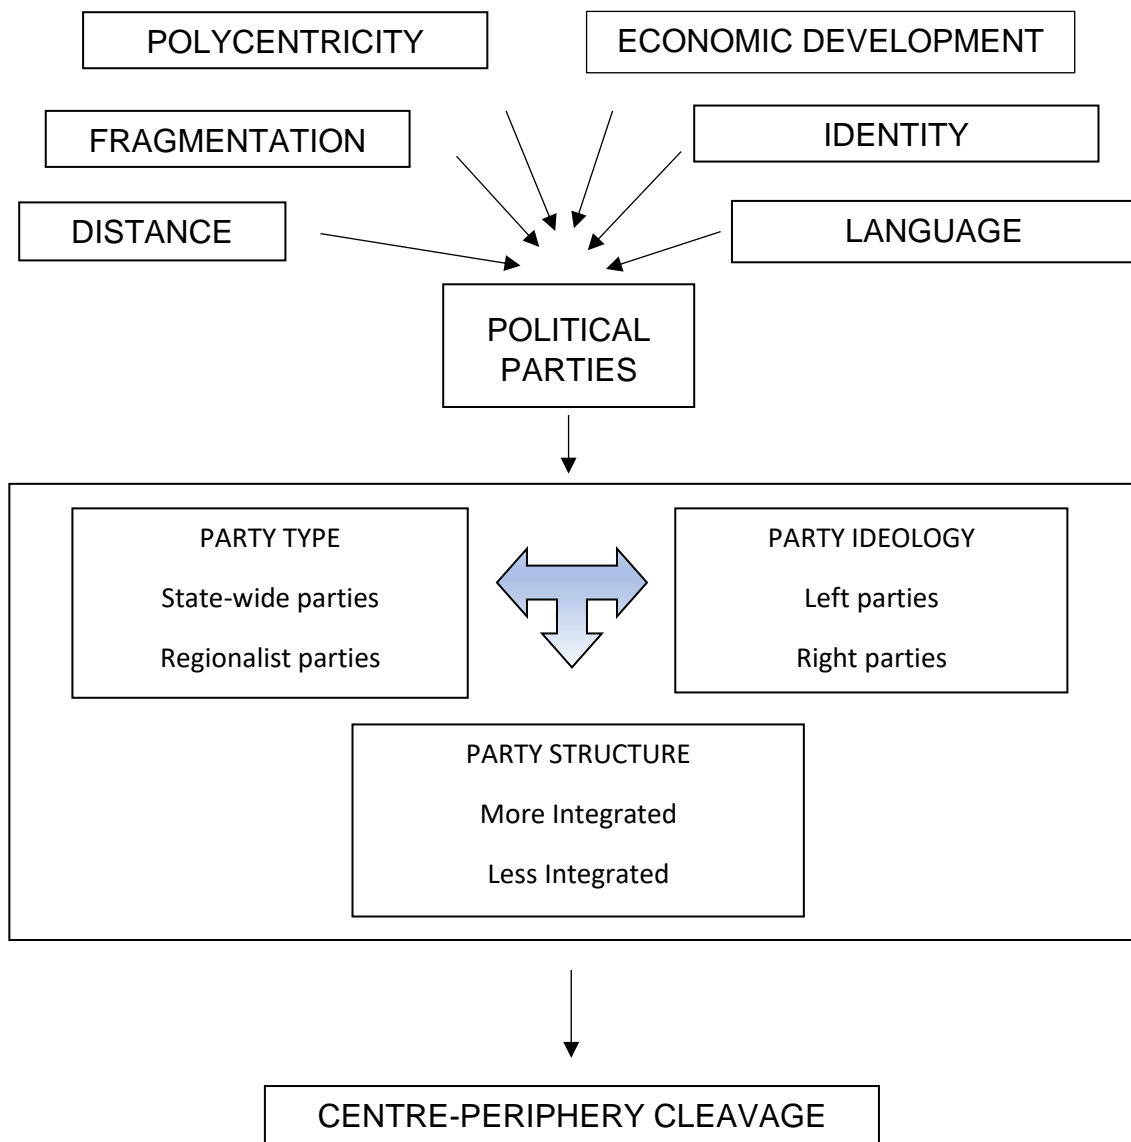 POLYCENTRICITY
ECONOMIC DEVELOPMENT
FRAGMENTATION
IDENTITY
DISTANCE
LANGUAGE
POLITICAL
PARTIES
PARTY TYPE
State-wide parties
Regionalist parties
PARTY IDEOLOGY
Left parties
Right parties
PARTY STRUCTURE
More Integrated
Less Integrated
CENTRE-PERIPHERY CLEAVAGE